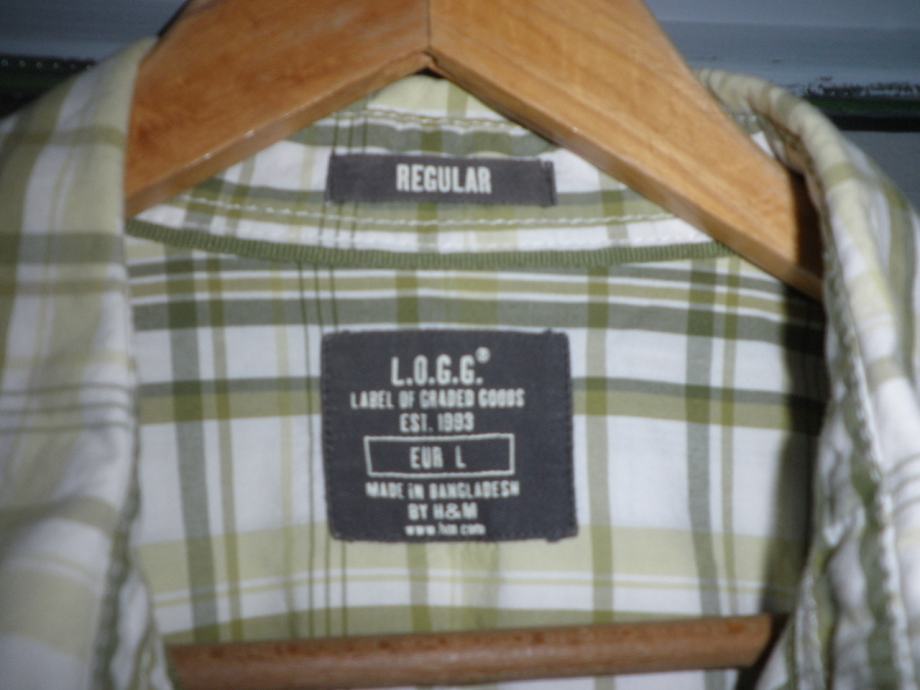 REGULAR
L.O.G.G.®
LABEL OF GRADED GOODS
EST. 1993
EUR L
MADE IN BANGLADESH
BY H&M
www.hm.com